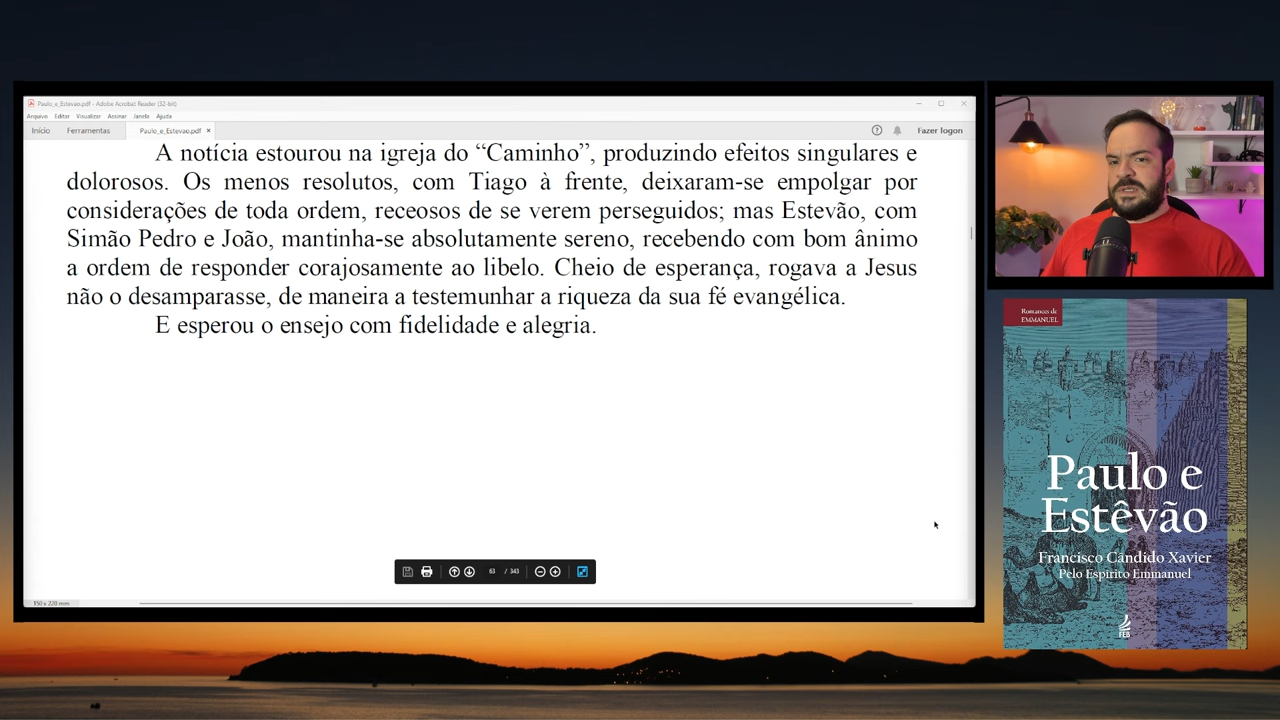 Paulo_e_Estevao.pdf - Adobe Acrobat Reader (32-bit)
Arquivo Editar Visualizar Assinar Janela Ajuda
Início Ferramentas Paulo_e_Estevao.pdf × Fazer logon
A notícia estourou na igreja do “Caminho”, produzindo efeitos singulares e
dolorosos. Os menos resolutos, com Tiago à frente, deixaram-se empolgar por
considerações de toda ordem, receosos de se verem perseguidos; mas Estevão, com
Simão Pedro e João, mantinha-se absolutamente sereno, recebendo com bom ânimo
a ordem de responder corajosamente ao libelo. Cheio de esperança, rogava a Jesus
não o desamparasse, de maneira a testemunhar a riqueza da sua fé evangélica.
E esperou o ensejo com fidelidade e alegria.
63 / 343
150 x 220 mm
Romances de
EMMANUEL
Paulo e
Estêvão
Francisco Cândido Xavier
Pelo Espírito Emmanuel
FEB